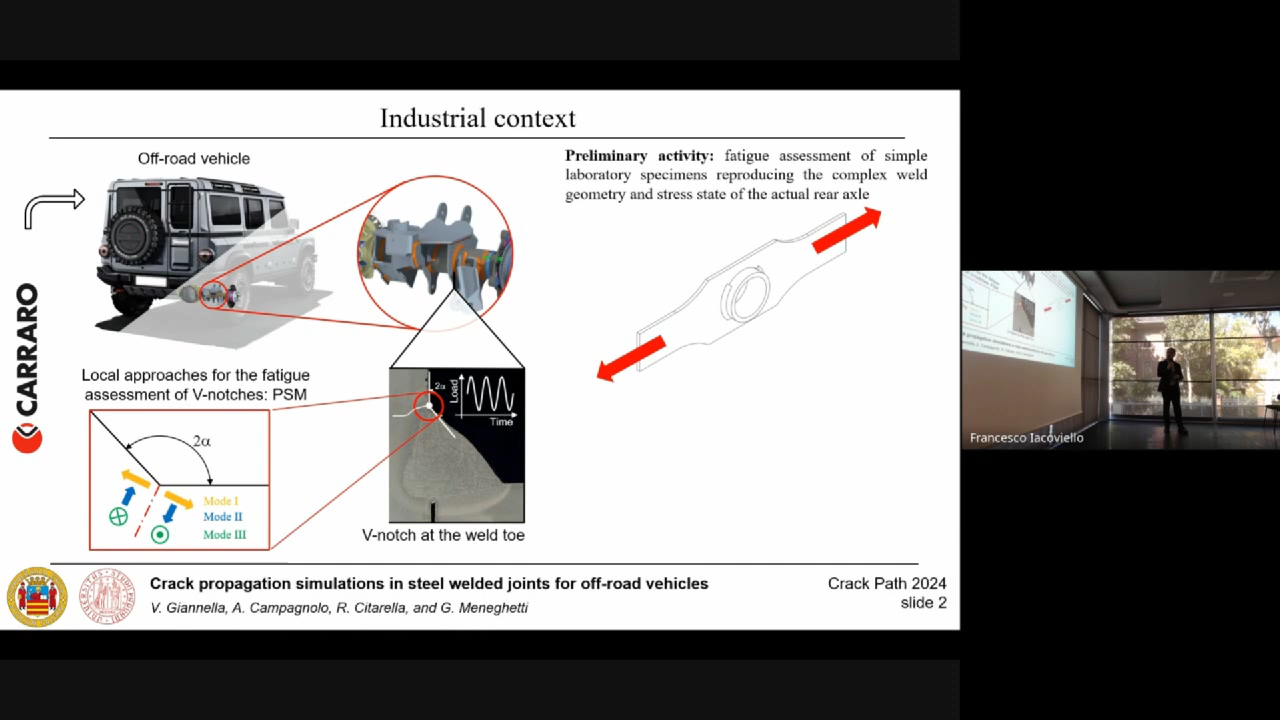 Industrial context
Off-road vehicle
Preliminary activity: fatigue assessment of simple
laboratory specimens reproducing the complex weld
geometry and stress state of the actual rear axle
CARRARO
Local approaches for the fatigue
assessment of V-notches: PSM
2α
Mode I
Mode II
Mode III
2α
Load
Time
V-notch at the weld toe
Crack propagation simulations in steel welded joints for off-road vehicles
V. Giannella, A. Campagnolo, R. Citarella, and G. Meneghetti
Crack Path 2024
slide 2
Francesco Iacoviello